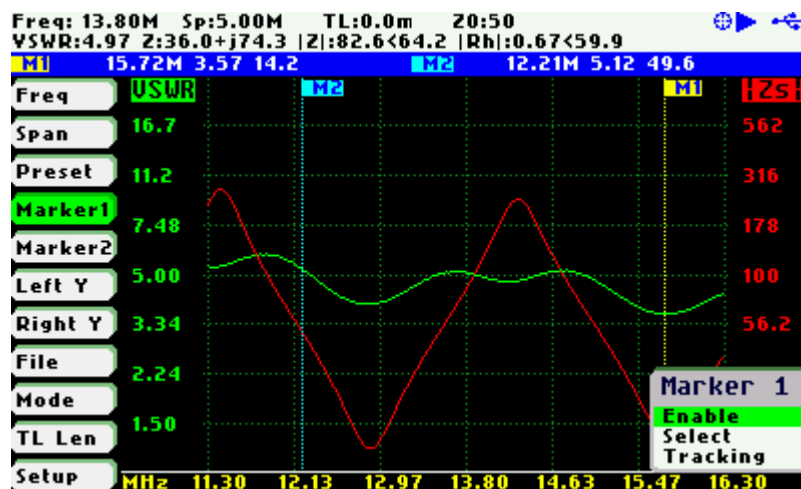 Freq: 13.80M Sp:5.00M TL:0.0m 20:50
VSWR:4.97 Z:36.0+j74.3 |Z|:82.6<64.2 |Rh|:0.67<59.9
M1 15.72M 3.57 14.2 M2 12.21M 5.12 49.6
Freq
Span
Preset
Marker1
Marker2
Left Y
Right Y
File
Mode
TL Len
Setup
VSWR M2 M1 |Zs|
16.7 562
11.2 316
7.48 178
5.00 100
3.34 56.2
2.24
1.50
Marker 1
Enable
Select
Tracking
MHz 11.30 12.13 12.97 13.80 14.63 15.47 16.30